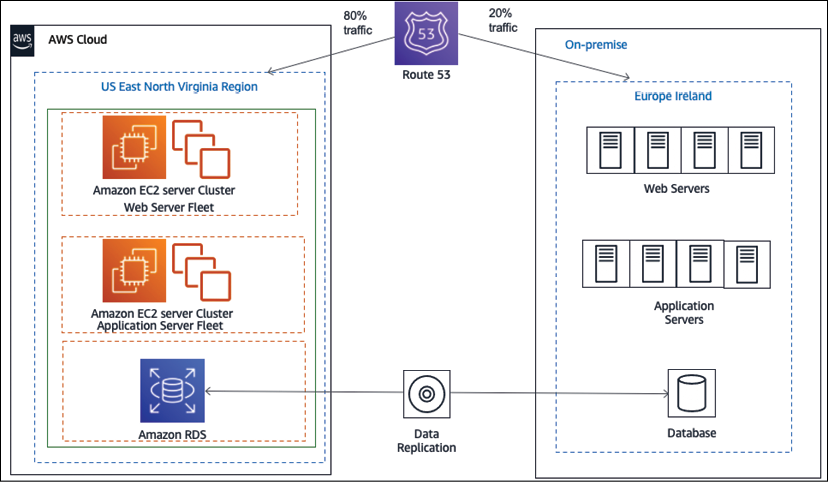 80%
traffic
20%
traffic
53
Route 53
aws
AWS Cloud
On-premise
US East North Virginia Region
Europe Ireland
Amazon EC2 server Cluster
Web Server Fleet
Web Servers
Amazon EC2 server Cluster
Application Server Fleet
Application
Servers
Amazon RDS
Data
Replication
Database